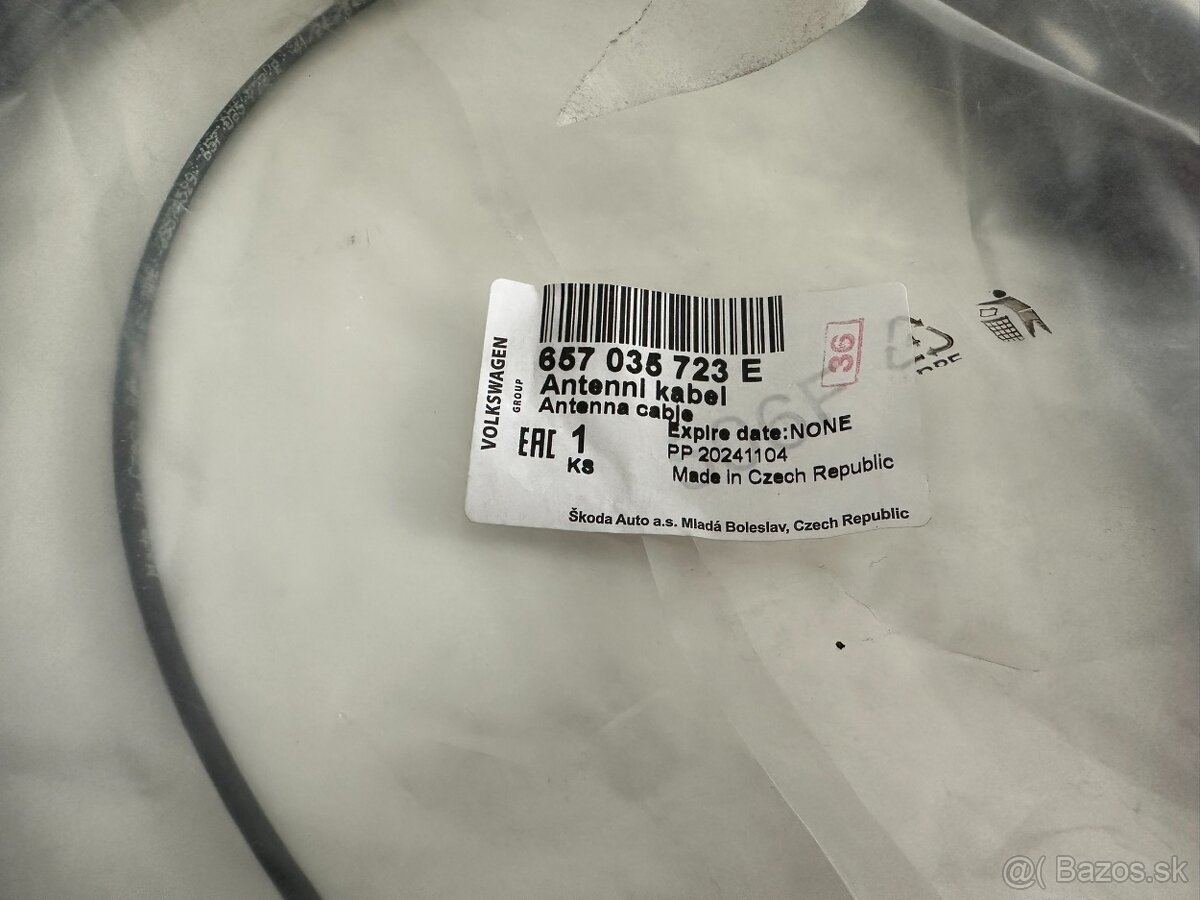 VOLKSWAGEN
GROUP
657 035 723 E
Antenní kabel
Antenna cable
36
EAC 1
KS
Expire date:NONE
PP 20241104
Made in Czech Republic
Škoda Auto a.s. Mladá Boleslav, Czech Republic
@( Bazos.sk